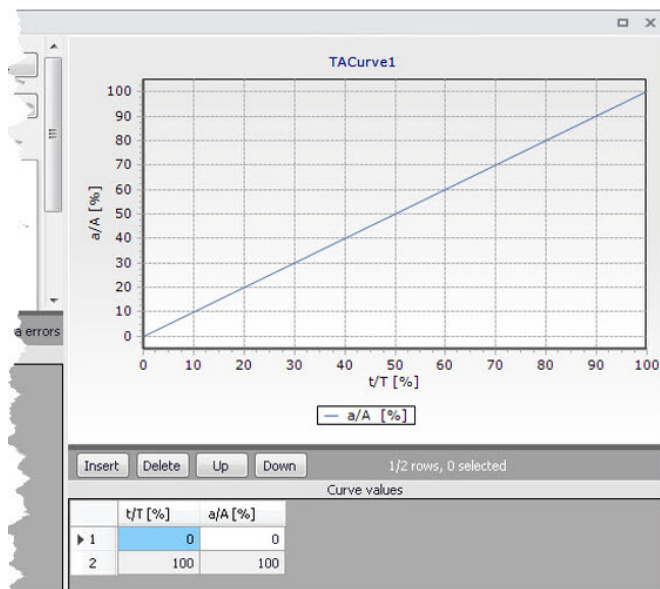 TACurve1
100
90
80
70
60
50
40
30
20
10
0
a/A [%]
0 10 20 30 40 50 60 70 80 90 100
t/T [%]
a/A [%]
a errors
Insert Delete Up Down 1/2 rows, 0 selected
Curve values
t/T [%] a/A [%]
1 0 0
2 100 100